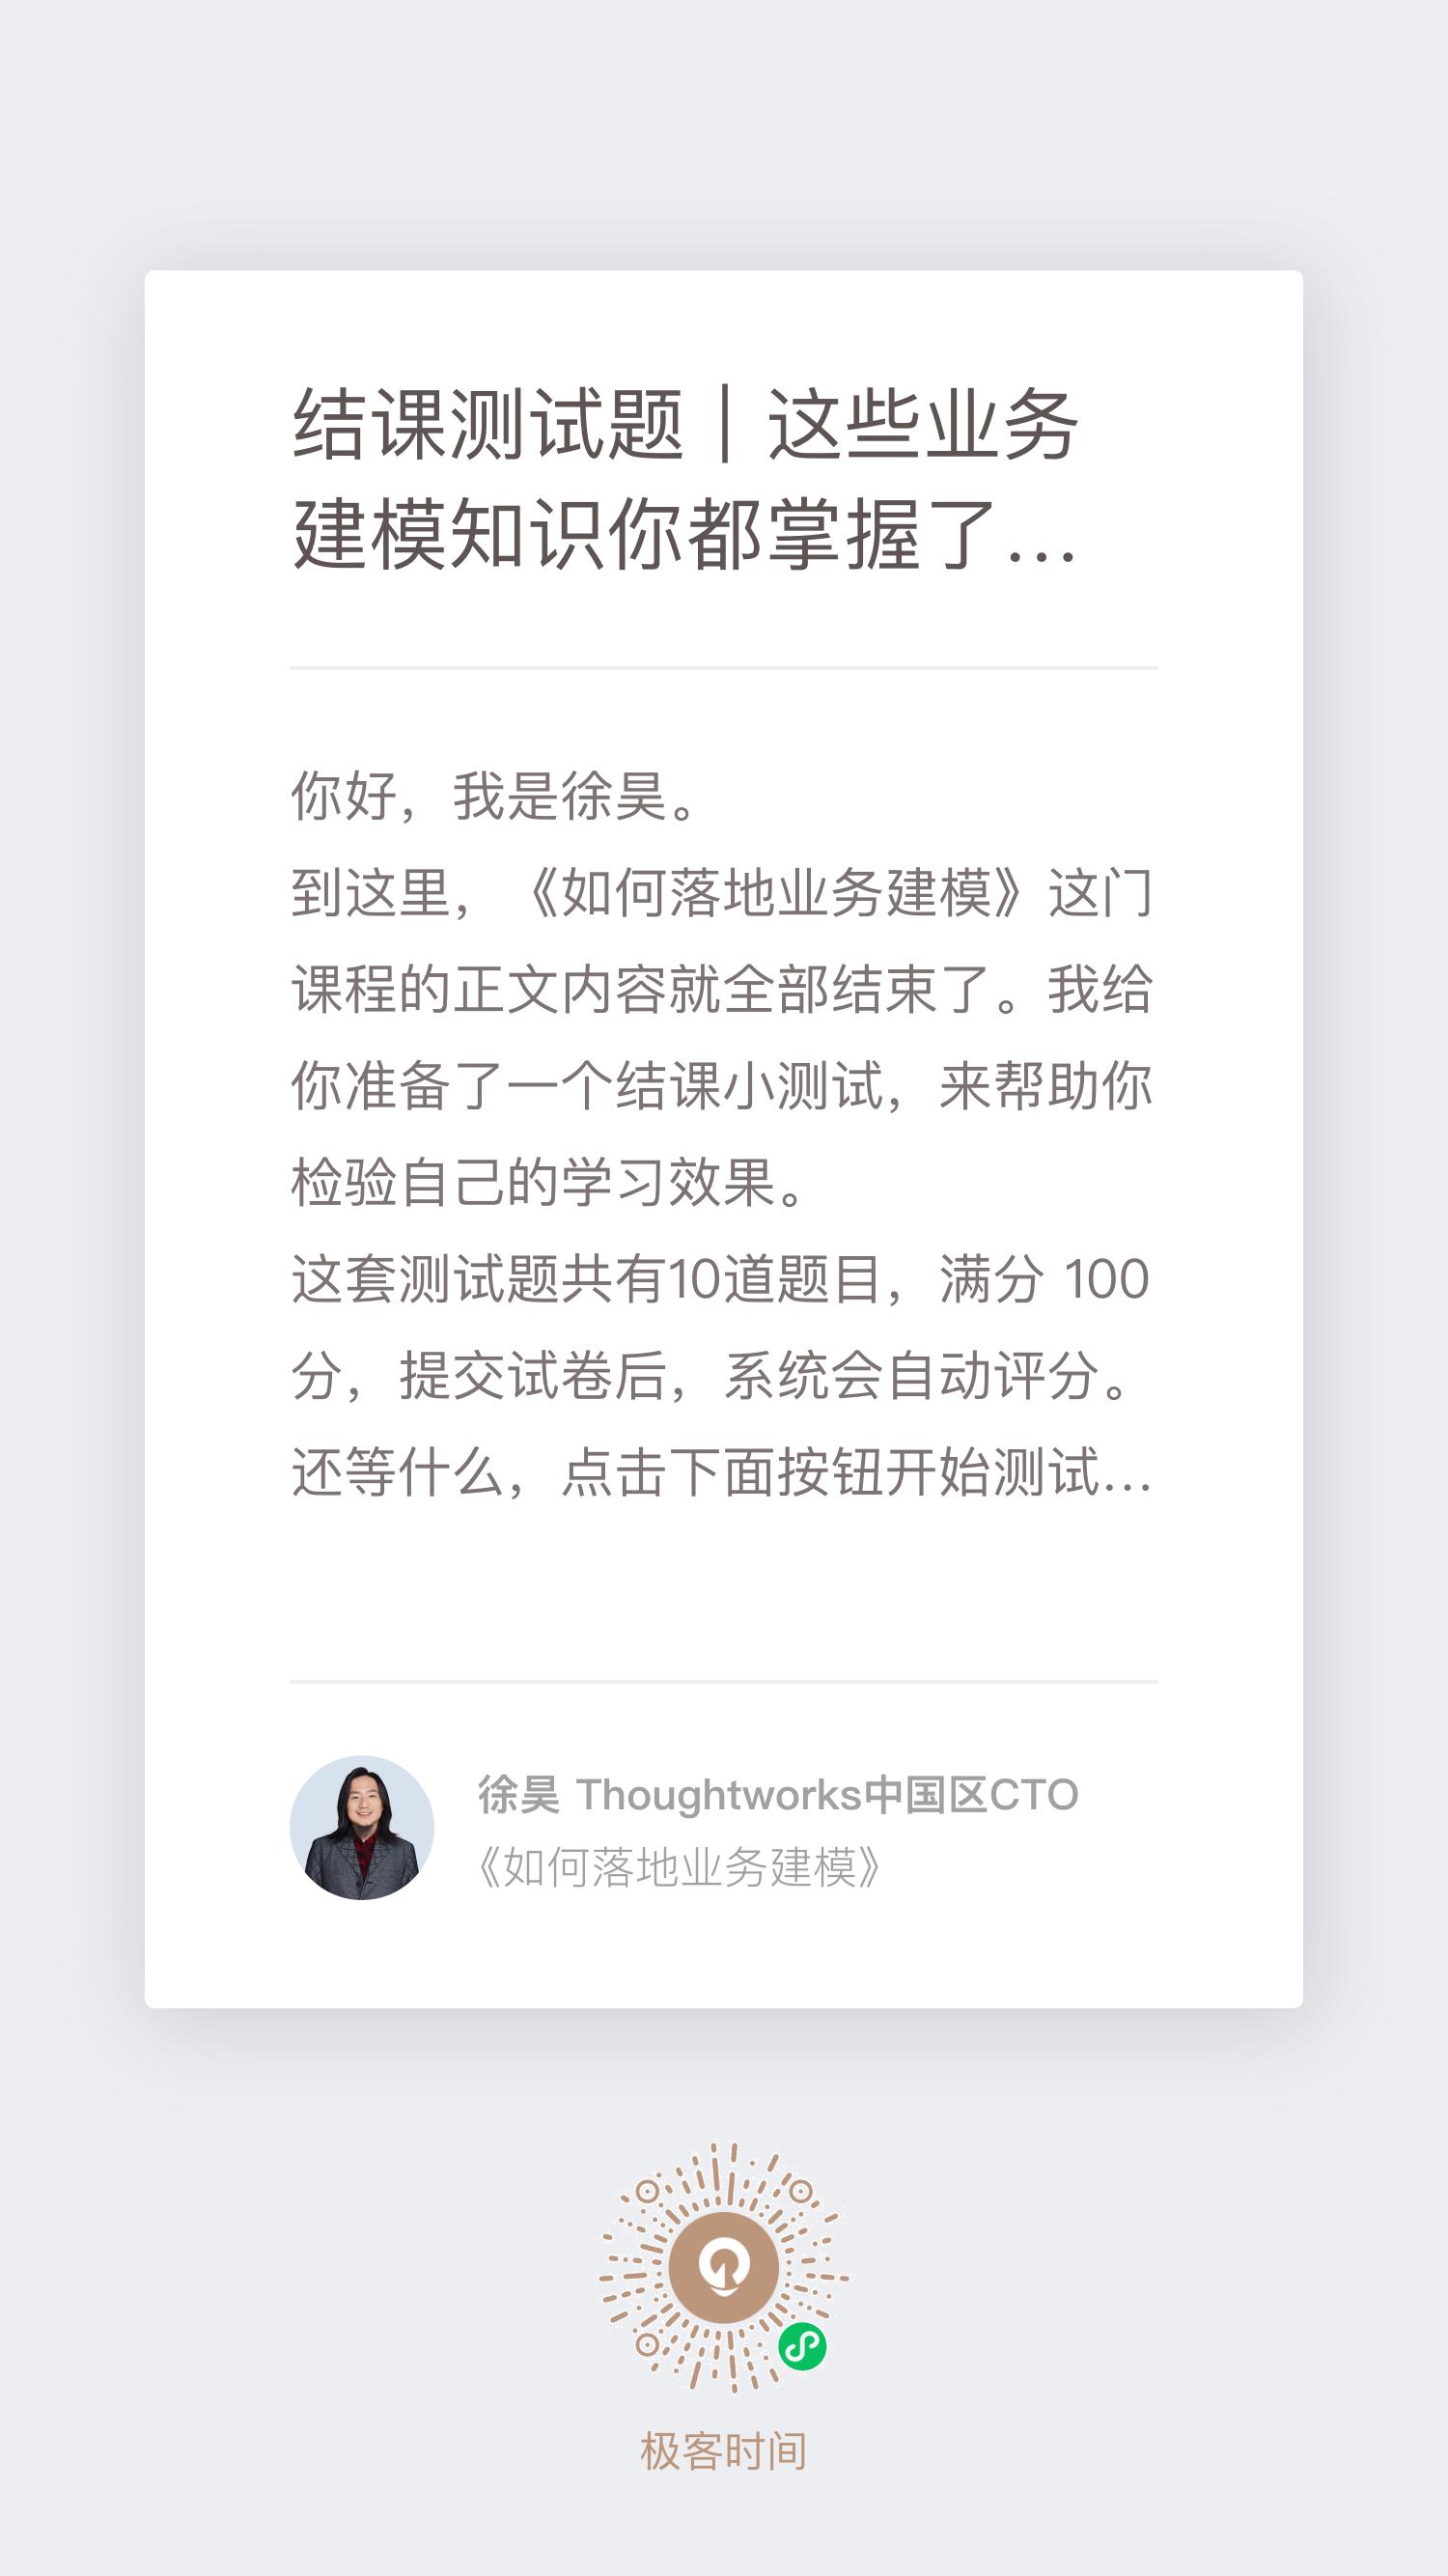 结课测试题｜这些业务
建模知识你都掌握了...
你好，我是徐昊。
到这里，《如何落地业务建模》这门
课程的正文内容就全部结束了。我给
你准备了一个结课小测试，来帮助你
检验自己的学习效果。
这套测试题共有10道题目，满分 100
分，提交试卷后，系统会自动评分。
还等什么，点击下面按钮开始测试...
徐昊 Thoughtworks中国区CTO
《如何落地业务建模》
极客时间